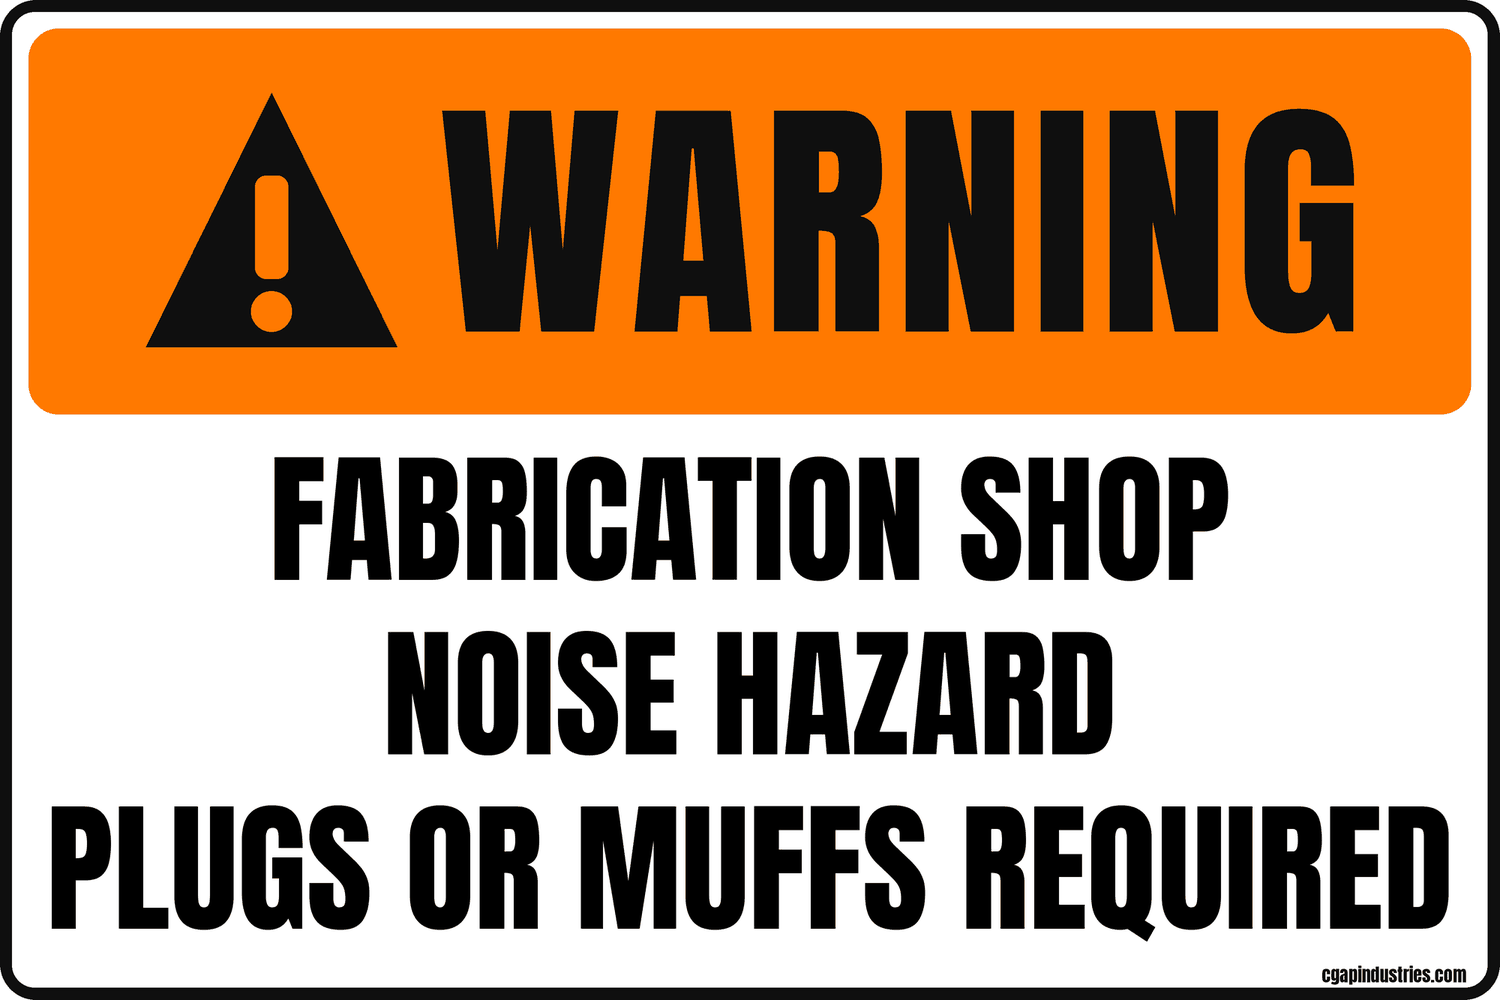 WARNING
FABRICATION SHOP
NOISE HAZARD
PLUGS OR MUFFS REQUIRED
cgapindustries.com